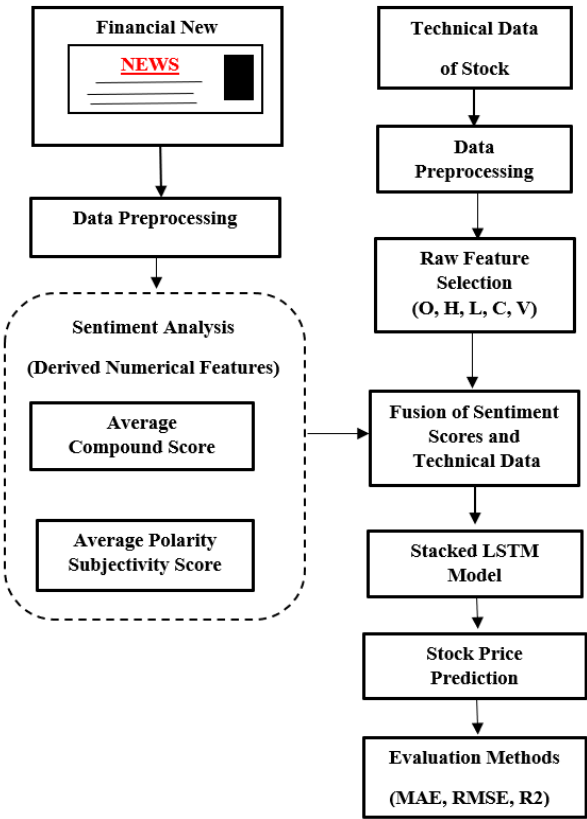 Financial New
NEWS
Data Preprocessing
Sentiment Analysis
(Derived Numerical Features)
Average
Compound Score
Average Polarity
Subjectivity Score
Technical Data
of Stock
Data
Preprocessing
Raw Feature
Selection
(O, H, L, C, V)
Fusion of Sentiment
Scores and
Technical Data
Stacked LSTM
Model
Stock Price
Prediction
Evaluation Methods
(MAE, RMSE, R2)